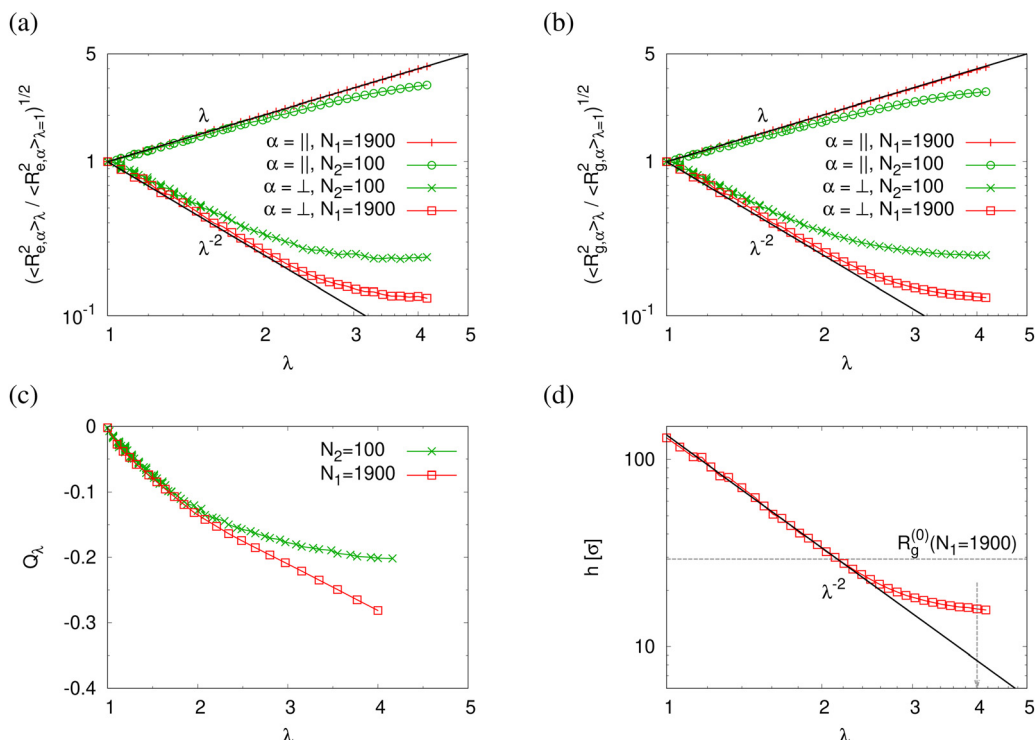 (a)
(<R²e,α>λ / <R²e,α>λ=1)^1/2
5
1
10⁻¹
λ
λ⁻²
α = ||, N₁=1900
α = ||, N₂=100
α = ⊥, N₂=100
α = ⊥, N₁=1900
1
2
3
4
5
λ
(b)
(<R²g,α>λ / <R²g,α>λ=1)^1/2
5
1
10⁻¹
λ
λ⁻²
α = ||, N₁=1900
α = ||, N₂=100
α = ⊥, N₂=100
α = ⊥, N₁=1900
1
2
3
4
5
λ
(c)
Qλ
0
-0.1
-0.2
-0.3
-0.4
N₂=100
N₁=1900
1
2
3
4
5
λ
(d)
h [σ]
100
10
Rg⁽⁰⁾(N₁=1900)
λ⁻²
1
2
3
4
5
λ